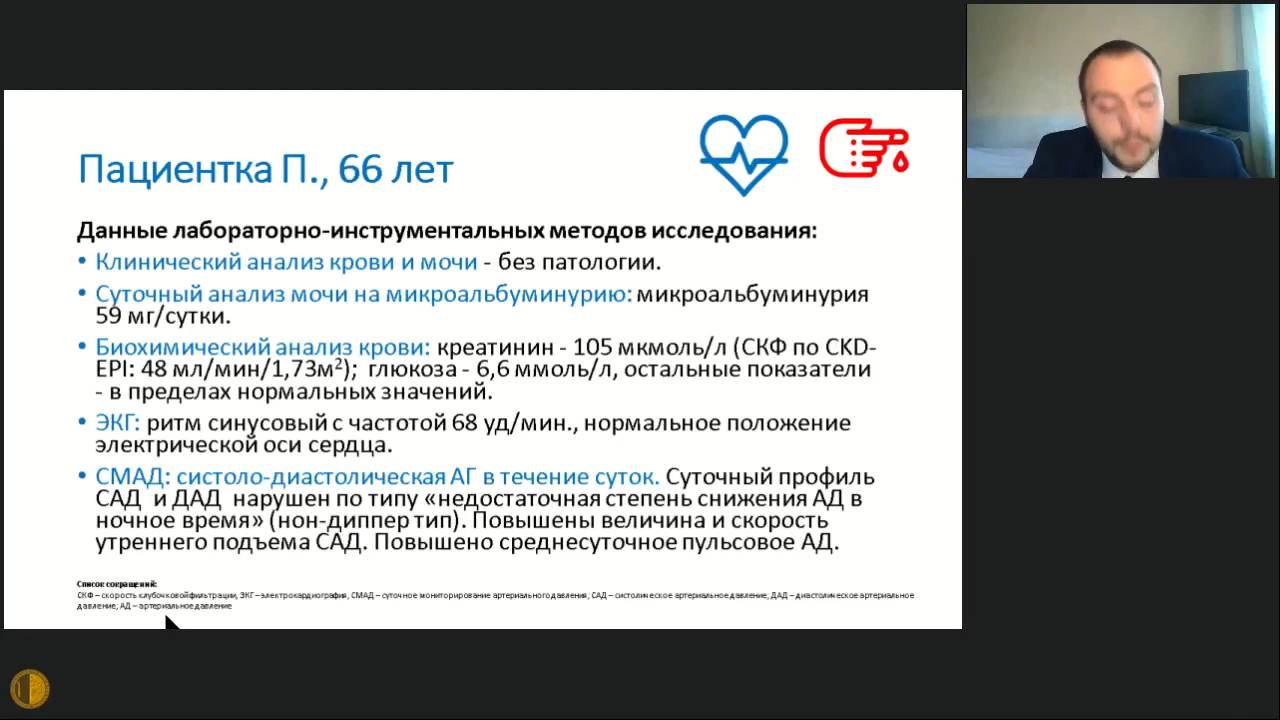 Пациентка П., 66 лет
Данные лабораторно-инструментальных методов исследования:
• Клинический анализ крови и мочи - без патологии.
• Суточный анализ мочи на микроальбуминурию: микроальбуминурия
59 мг/сутки.
• Биохимический анализ крови: креатинин - 105 мкмоль/л (СКФ по CKD-
EPI: 48 мл/мин/1,73м²); глюкоза - 6,6 ммоль/л, остальные показатели
- в пределах нормальных значений.
• ЭКГ: ритм синусовый с частотой 68 уд/мин., нормальное положение
электрической оси сердца.
• СМАД: систоло-диастолическая АГ в течение суток. Суточный профиль
САД и ДАД нарушен по типу «недостаточная степень снижения АД в
ночное время» (нон-диппер тип). Повышены величина и скорость
утреннего подъема САД. Повышено среднесуточное пульсовое АД.
Список сокращений:
СКФ – скорость клубочковой фильтрации, ЭКГ – электрокардиография, СМАД – суточное мониторирование артериального давления; САД – систолическое артериальное давление; ДАД – диастолическое артериальное
давление; АД – артериальное давление